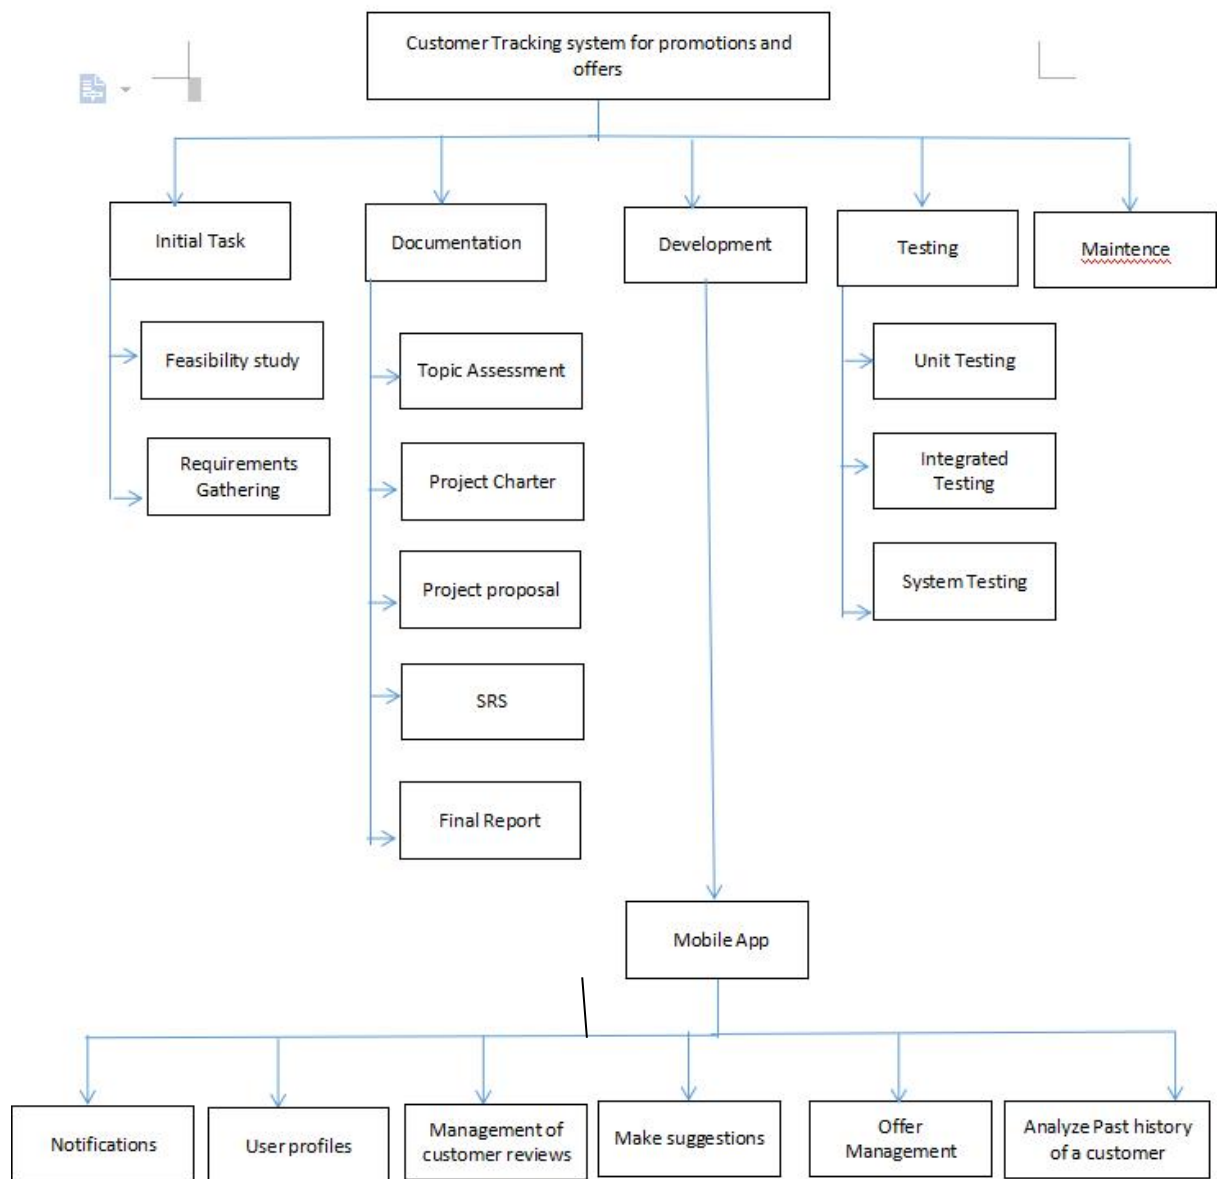 Customer Tracking system for promotions and
offers
Initial Task
Documentation
Development
Testing
Maintence
Feasibility study
Requirements
Gathering
Topic Assessment
Project Charter
Project proposal
SRS
Final Report
Unit Testing
Integrated
Testing
System Testing
Mobile App
Notifications
User profiles
Management of
customer reviews
Make suggestions
Offer
Management
Analyze Past history
of a customer